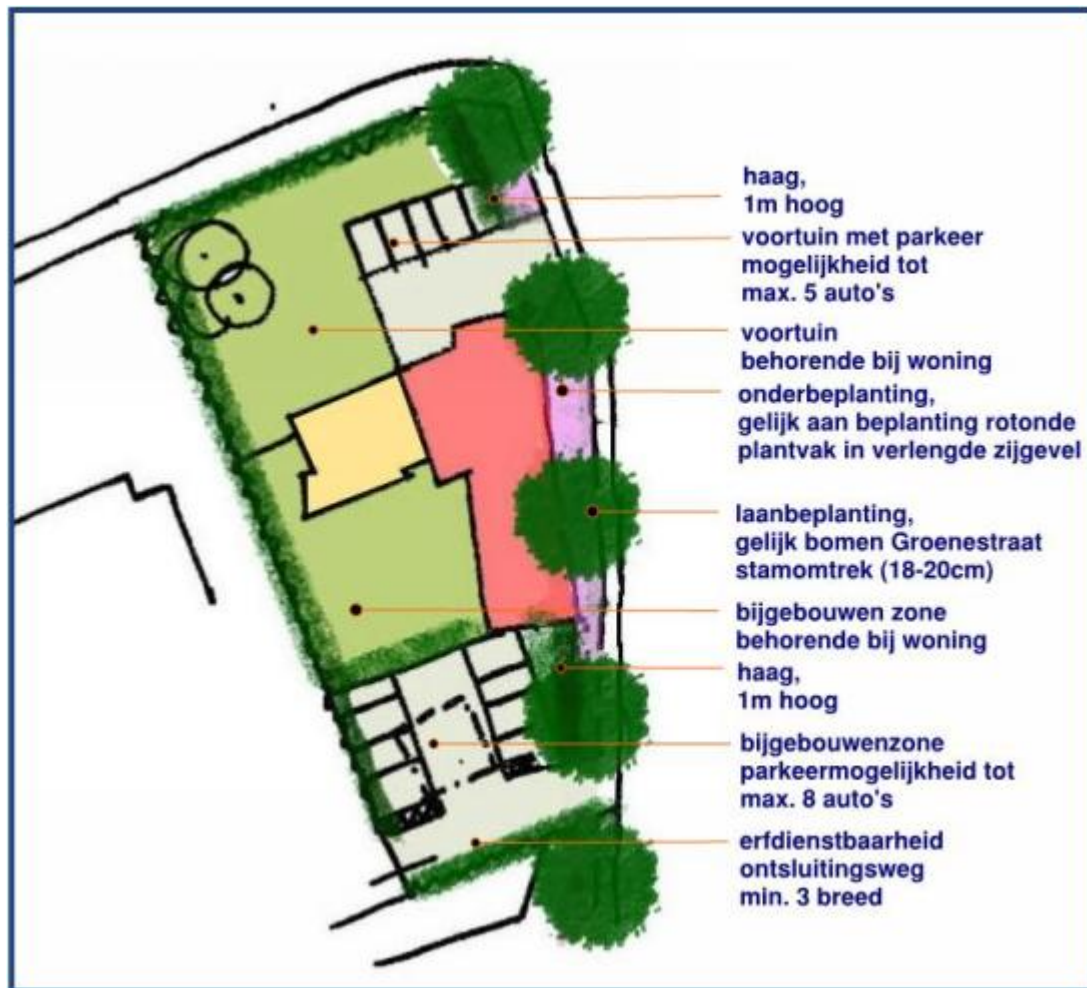 haag,
1m hoog
voortuin met parkeer
mogelijkheid tot
max. 5 auto's
voortuin
behorende bij woning
onderbeplanting,
gelijk aan beplanting rotonde
plantvak in verlengde zijgevel
laanbeplanting,
gelijk bomen Groenestraat
stamomtrek (18-20cm)
bijgebouwen zone
behorende bij woning
haag,
1m hoog
bijgebouwenzone
parkeermogelijkheid tot
max. 8 auto's
erfdienstbaarheid
ontsluitingsweg
min. 3 breed